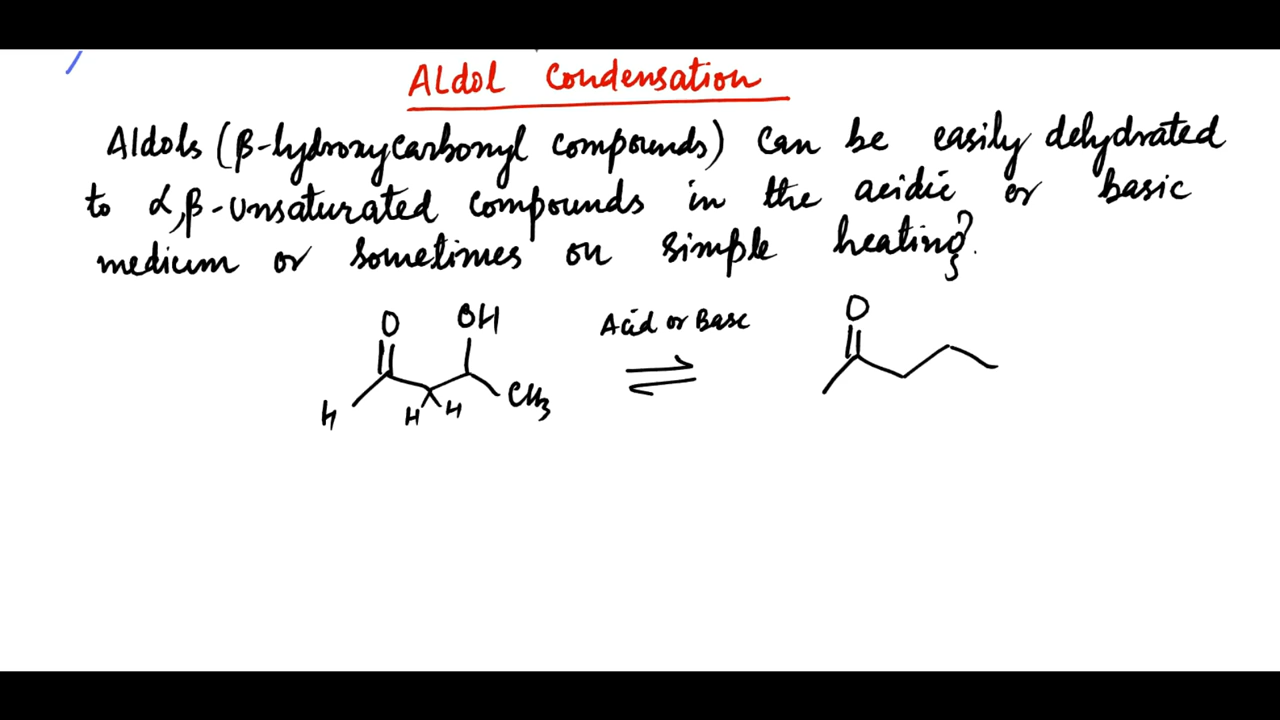 Aldol Condensation
Aldols (β-hydroxycarbonyl compounds) can be easily dehydrated
to α,β-unsaturated compounds in the acidic or basic
medium or sometimes on simple heating.
O OH Acid or Base O
H H H CH3